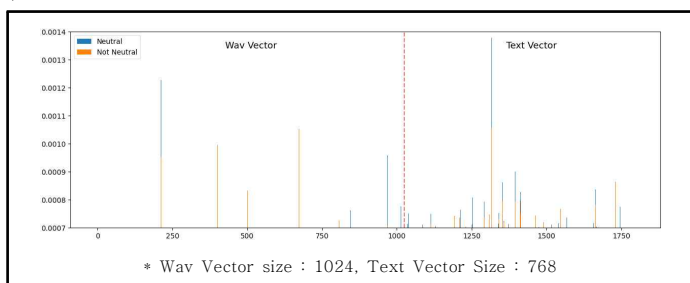 0.0014
Neutral
Not Neutral
Wav Vector
Text Vector
0.0013
0.0012
0.0011
0.0010
0.0009
0.0008
0.0007
0 250 500 750 1000 1250 1500 1750
* Wav Vector size : 1024, Text Vector Size : 768